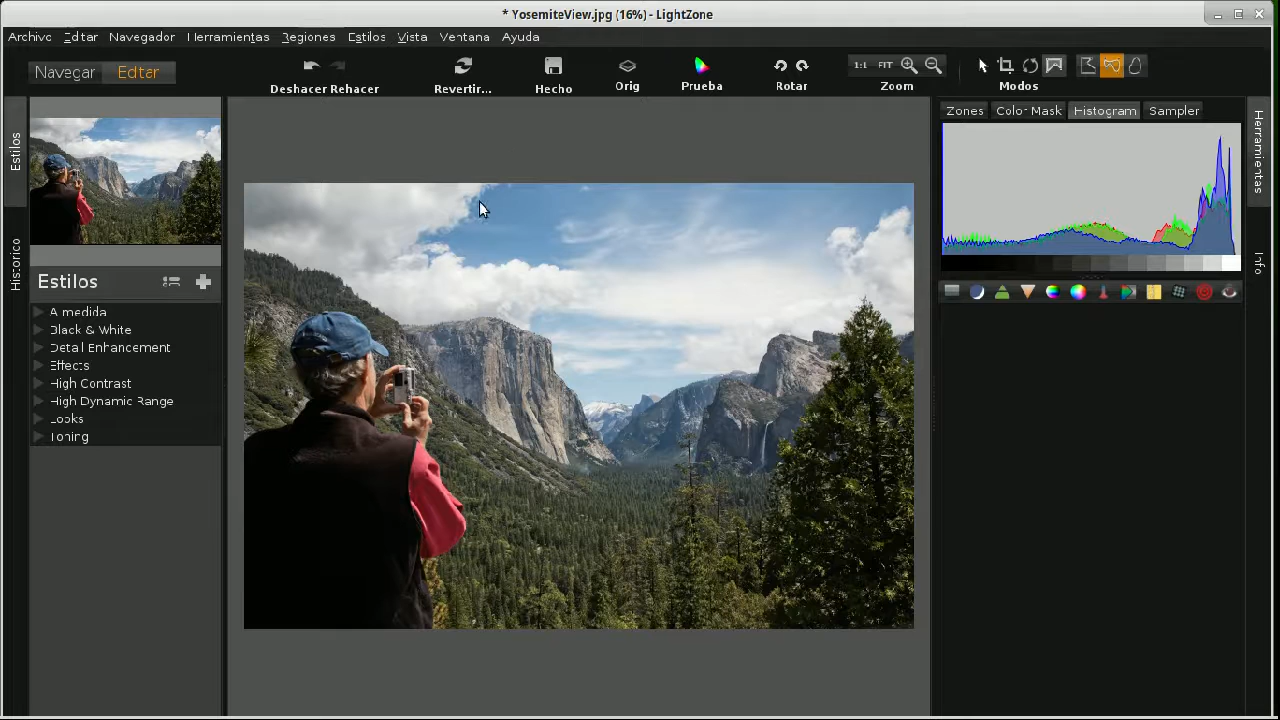 * YosemiteView.jpg (16%) - LightZone
Archivo Editar Navegador Herramientas Regiones Estilos Vista Ventana Ayuda
Navegar Editar
Deshacer Rehacer Revertir... Hecho Orig Prueba Rotar
1:1 FIT
Zoom Modos
Estilos
Historico
Zones Color Mask Histogram Sampler
Herramientas
Info
Estilos
A medida
Black & White
Detail Enhancement
Effects
High Contrast
High Dynamic Range
Looks
Toning